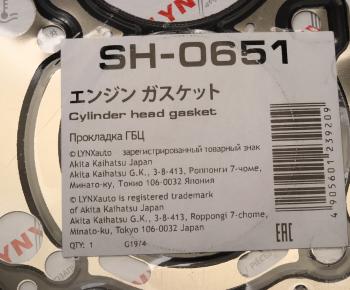 LYNX
SH-0651
エンジン ガスケット
Cylinder head gasket
Прокладка ГБЦ
© LYNXauto зарегистрированный товарный знак
Akita Kaihatsu Japan
Akita Kaihatsu G.K., 3-8-413, Роппонги 7-чоме,
Минато-ку, Токио 106-0032 Япония
© LYNXauto is registered trademark
of Akita Kaihatsu Japan
Akita Kaihatsu G.K., 3-8-413, Roppongi 7-chome,
Minato-ku, Tokyo 106-0032 Japan
QTY: 1 G19/4
4905601239209
EAC
LYNX